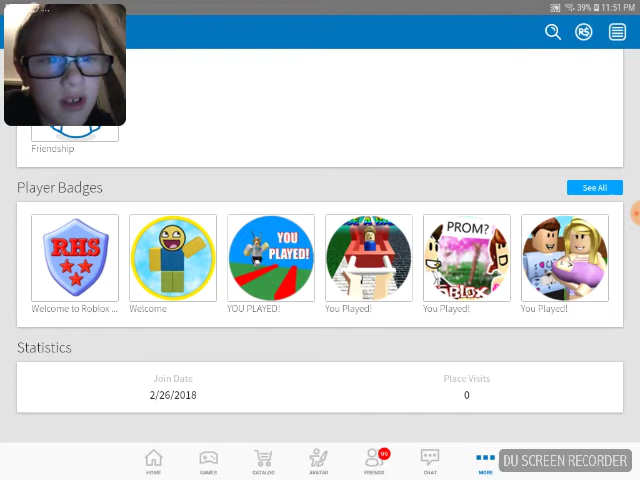 39% 11:51 PM
R$
Friendship
Player Badges
See All
RHS
YOU
PLAYED!
PROM?
ROBLOX
Welcome to Roblox ...
Welcome
YOU PLAYED!
You Played!
You Played!
You Played!
Statistics
Join Date
Place Visits
2/26/2018
0
99
HOME
GAMES
CATALOG
AVATAR
FRIENDS
CHAT
MORE
DU SCREEN RECORDER